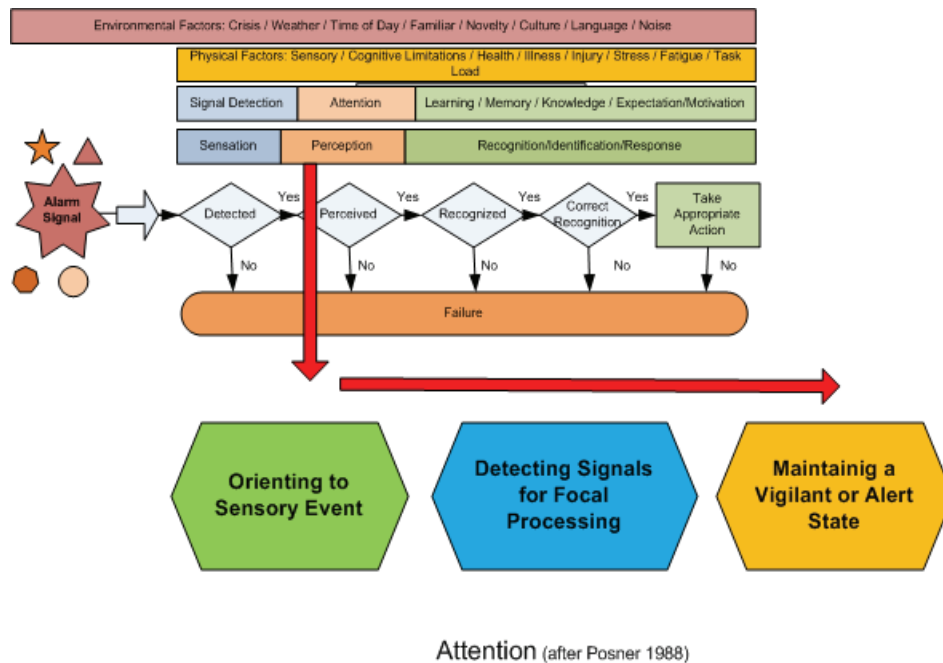 Environmental Factors: Crisis / Weather / Time of Day / Familiar / Novelty / Culture / Language / Noise
Physical Factors: Sensory / Cognitive Limitations / Health / Illness / Injury / Stress / Fatigue / Task
Load
Signal Detection
Attention
Learning / Memory / Knowledge / Expectation/Motivation
Sensation
Perception
Recognition/Identification/Response
Alarm
Signal
Detected
Yes
Perceived
Yes
Recognized
Yes
Correct
Recognition
Yes
Take
Appropriate
Action
No
No
No
No
No
Failure
Orienting to
Sensory Event
Detecting Signals
for Focal
Processing
Maintainig a
Vigilant or Alert
State
Attention (after Posner 1988)